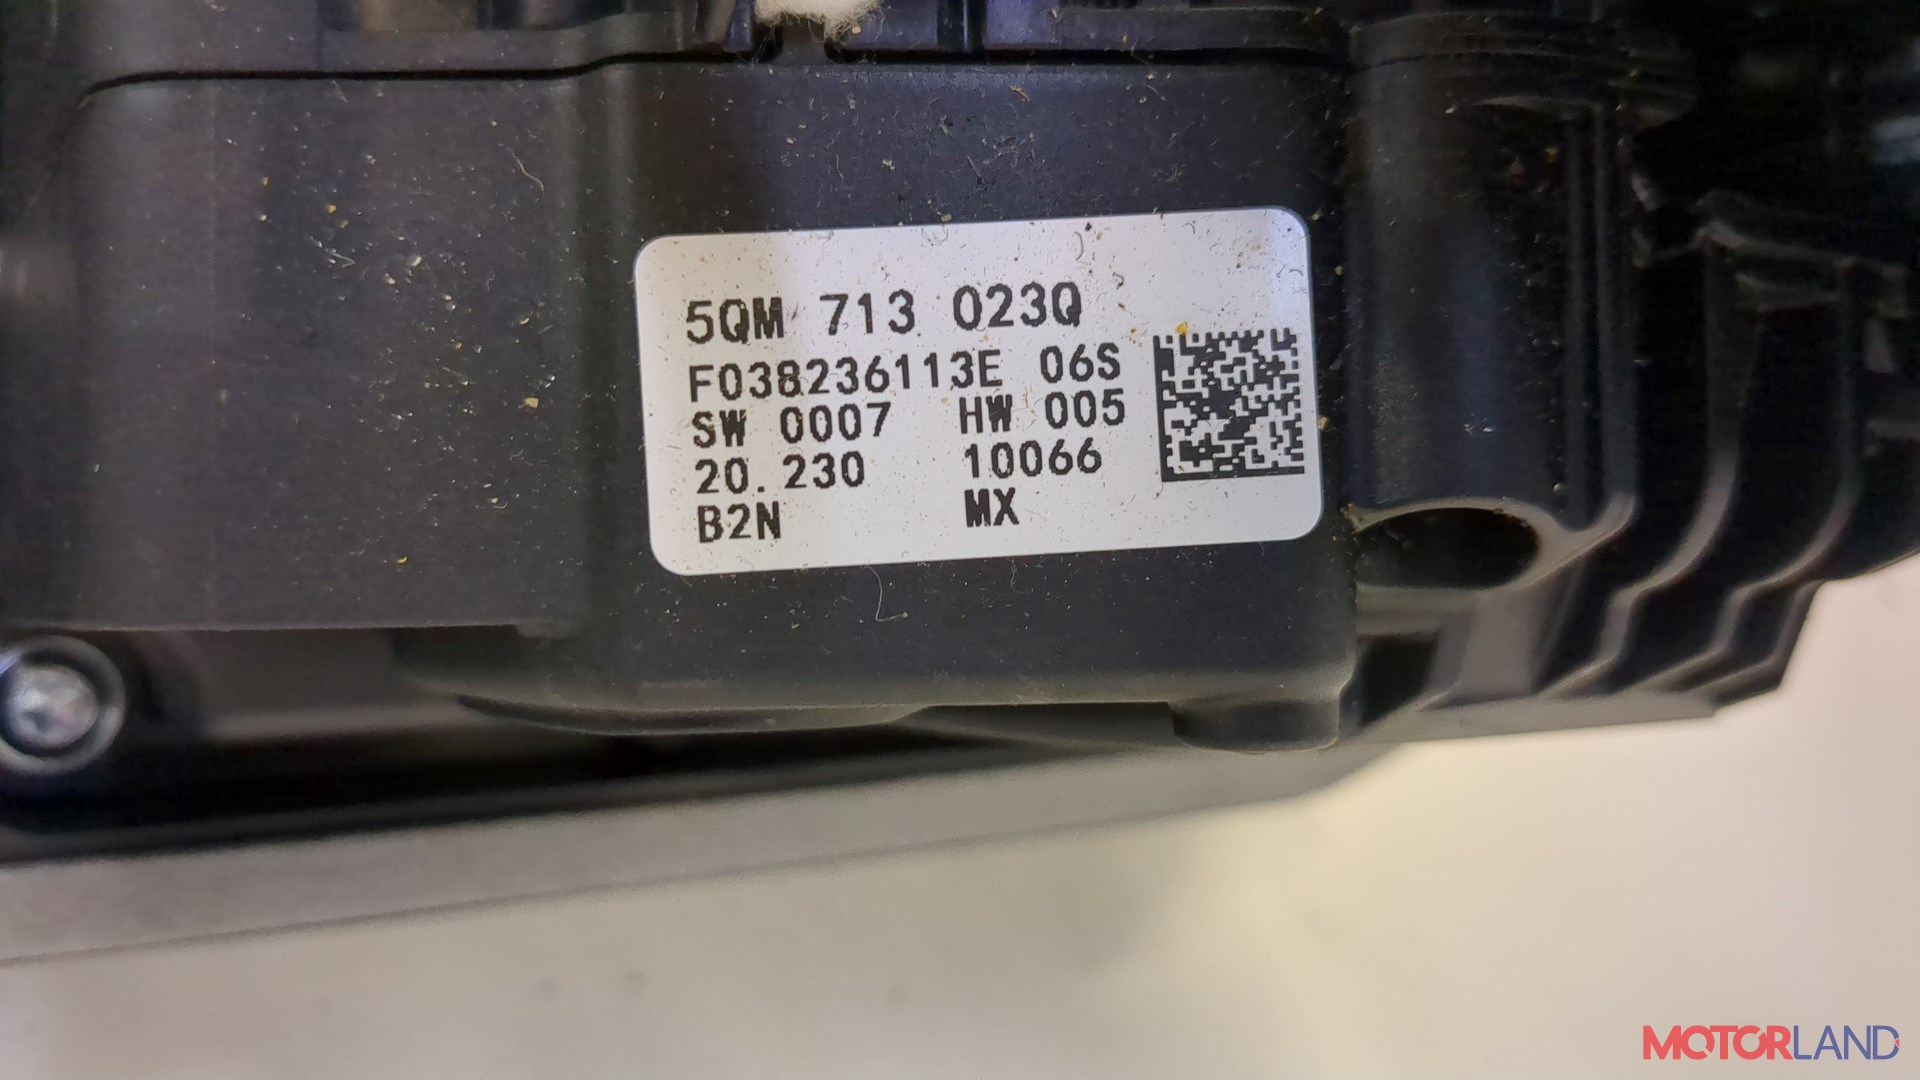 5QM 713 023Q
F038236113E 06S
SW 0007 HW 005
20.230 10066
B2N MX
MOTORLAND